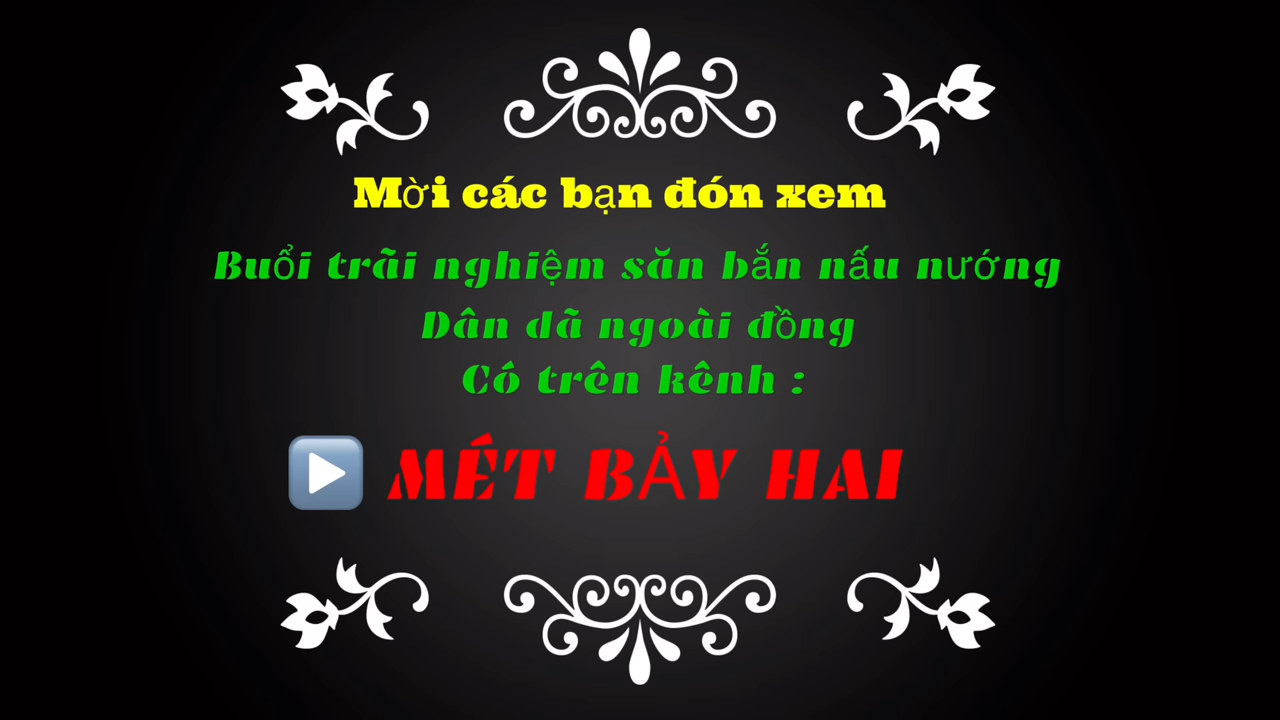 Mời các bạn đón xem
Buổi trãi nghiệm săn bắn nấu nướng
Dân dã ngoài đồng
Có trên kênh :
MÉT BẢY HAI